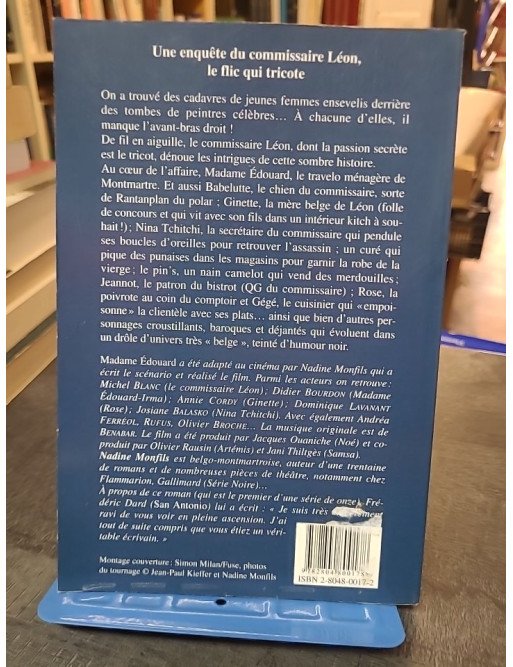 Une enquête du commissaire Léon,
le flic qui tricote
On a trouvé des cadavres de jeunes femmes ensevelis derrière
des tombes de peintres célèbres… À chacune d'elles, il
manque l'avant-bras droit !
De fil en aiguille, le commissaire Léon, dont la passion secrète
est le tricot, dénoue les intrigues de cette sombre histoire.
Au cœur de l'affaire, Madame Édouard, le travelo ménagère de
Montmartre. Et aussi Babelutte, le chien du commissaire, sorte
de Rantanplan du polar ; Ginette, la mère belge de Léon (folle
de concours et qui vit avec son fils dans un intérieur kitch à sou-
hait !) ; Nina Tchitchi, la secrétaire du commissaire qui pendule
ses boucles d'oreilles pour retrouver l'assassin ; un curé qui
pique des punaises dans les magasins pour garnir la robe de la
vierge ; le pin's, un nain camelot qui vend des merdouilles ;
Jeannot, le patron du bistrot (QG du commissaire) ; Rose, la
poivrote au coin du comptoir et Gégé, le cuisinier qui « empoi-
sonne » la clientèle avec ses plats… ainsi que bien d'autres per-
sonnages croustillants, baroques et déjantés qui évoluent dans
un drôle d'univers très « belge », teinté d'humour noir.
Madame Édouard a été adapté au cinéma par Nadine Monfils qui a
écrit le scénario et réalisé le film. Parmi les acteurs on retrouve :
Michel BLANC (le commissaire Léon) ; Didier BOURDON (Madame
Édouard-Irma) ; Annie CORDY (Ginette) ; Dominique LAVANANT
(Rose) ; Josiane BALASKO (Nina Tchitchi). Avec également Andréa
FERRÉOL, RUFUS, Olivier BROCHE… La musique originale est de
BENABAR. Le film a été produit par Jacques Ouaniche (Noé) et co-
produit par Olivier Rausin (Artémis) et Jani Thiltgès (Samsa).
Nadine Monfils est belgo-montmartroise, auteur d'une trentaine
de romans et de nombreuses pièces de théâtre, notamment chez
Flammarion, Gallimard (Série Noire)…
À propos de ce roman (qui est le premier d'une série de onze), Fré-
déric Dard (San Antonio) lui a écrit : « Je suis très
ravi de vous voir en pleine ascension. J'ai
tout de suite compris que vous étiez un véri-
table écrivain. »
Montage couverture : Simon Milan/Fuse, photos
du tournage © Jean-Paul Kieffer et Nadine Monfils
9 782804 800178
ISBN 2-8048-0017-2